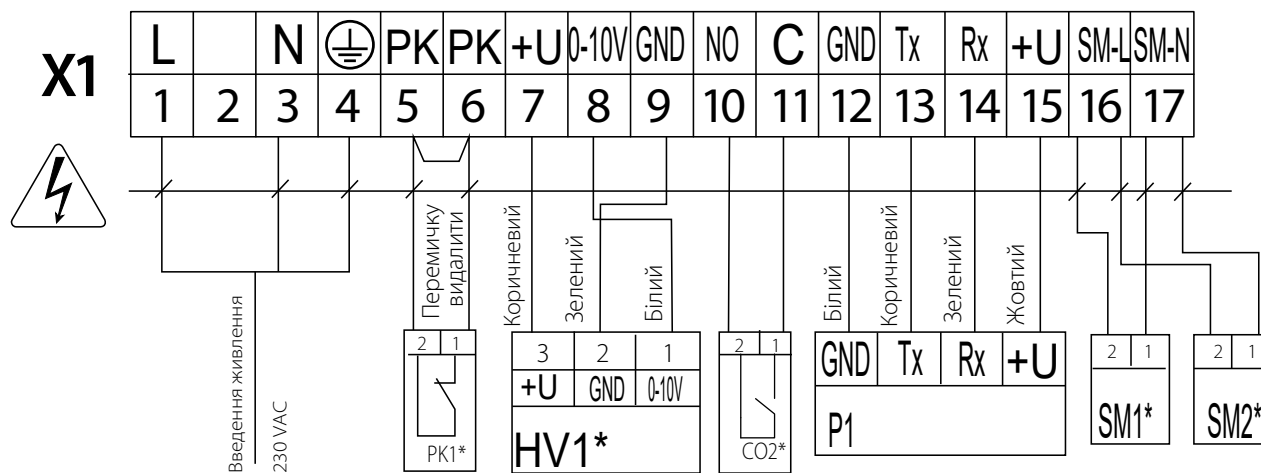 X1
L N PK PK +U 0-10V GND NO C GND Tx Rx +U SM-L SM-N
1 2 3 4 5 6 7 8 9 10 11 12 13 14 15 16 17
Введення живлення
230 VAC
Перемичку
видалити
Коричневий
Зелений
Білий
Білий
Коричневий
Зелений
Жовтий
2 1
PK1*
3 2 1
+U GND 0-10V
HV1*
2 1
CO2*
GND Tx Rx +U
P1
2 1
SM1*
2 1
SM2*